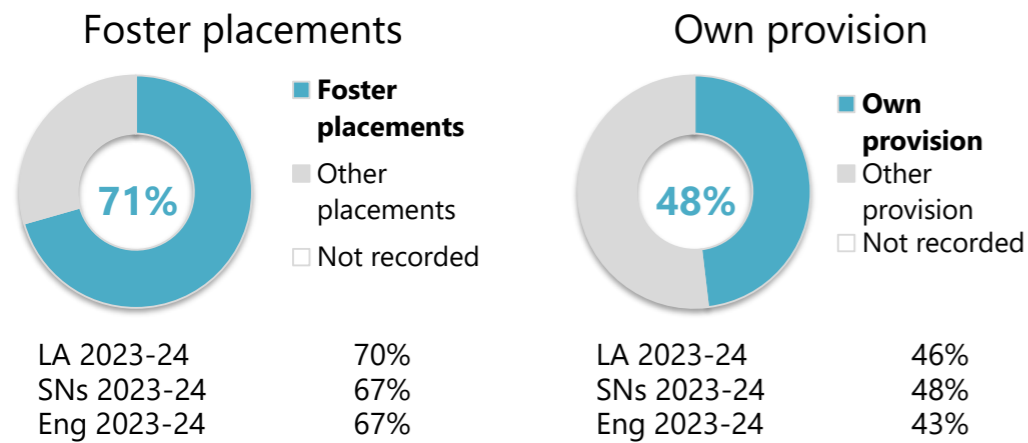 Foster placements
71%
Foster
placements
Other
placements
Not recorded
LA 2023-24 70%
SNs 2023-24 67%
Eng 2023-24 67%
Own provision
48%
Own
provision
Other
provision
Not recorded
LA 2023-24 46%
SNs 2023-24 48%
Eng 2023-24 43%